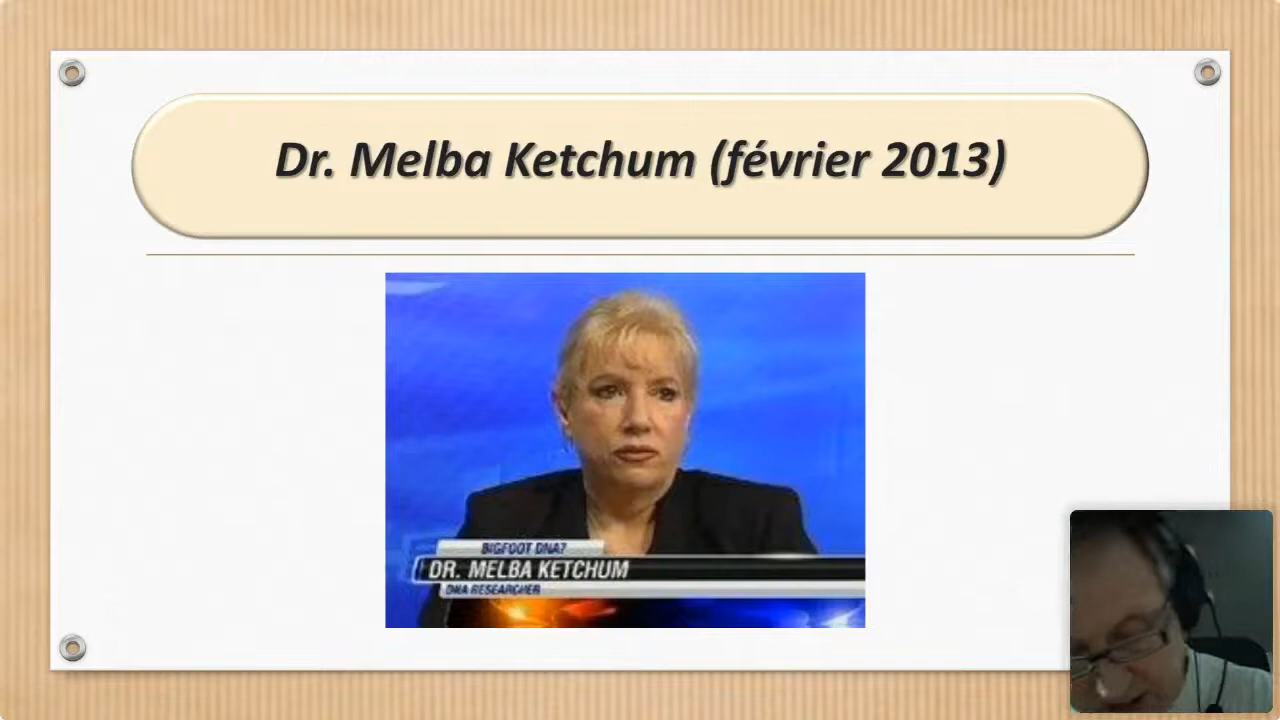 Dr. Melba Ketchum (février 2013)
BIGFOOT DNA?
DR. MELBA KETCHUM
DNA RESEARCHER